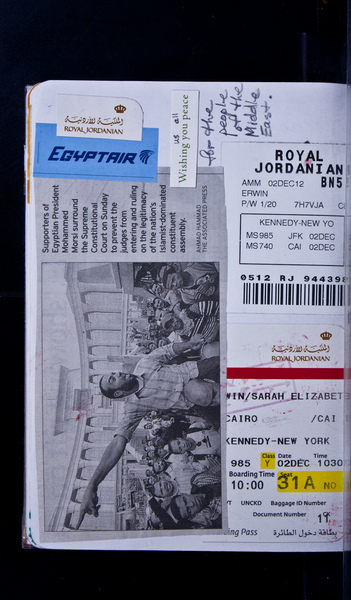 us all
Wishing you peace
for the
people
of the
Middle
East.
الملكية الأردنية
ROYAL JORDANIAN
EGYPTAIR
Supporters of
Egyptian President
Mohammed
Morsi surround
the Supreme
Constitutional
Court on Sunday
to prevent the
judges from
entering and ruling
on the legitimacy
of the nation's
Islamist-dominated
constituent
assembly.
AHMAD HAMMAD
THE ASSOCIATED PRESS
ROYAL
JORDANIAN
AMM 02DEC12 BN5
ERWIN
P/W 1/20 7H7VJA C
KENNEDY-NEW YO
MS985 JFK 02DEC
MS740 CAI 02DEC
0512 RJ 944398
الملكية الأردنية
ROYAL JORDANIAN
WIN/SARAH ELIZABET
CAIRO /CAI
KENNEDY-NEW YORK
Class Date Time
985 Y 02DEC 1030
Boarding Time Seat
10:00 31A NO
UNCKD Baggage ID Number
Document Number
19.
ing Pass بطاقة دخول الطائرة